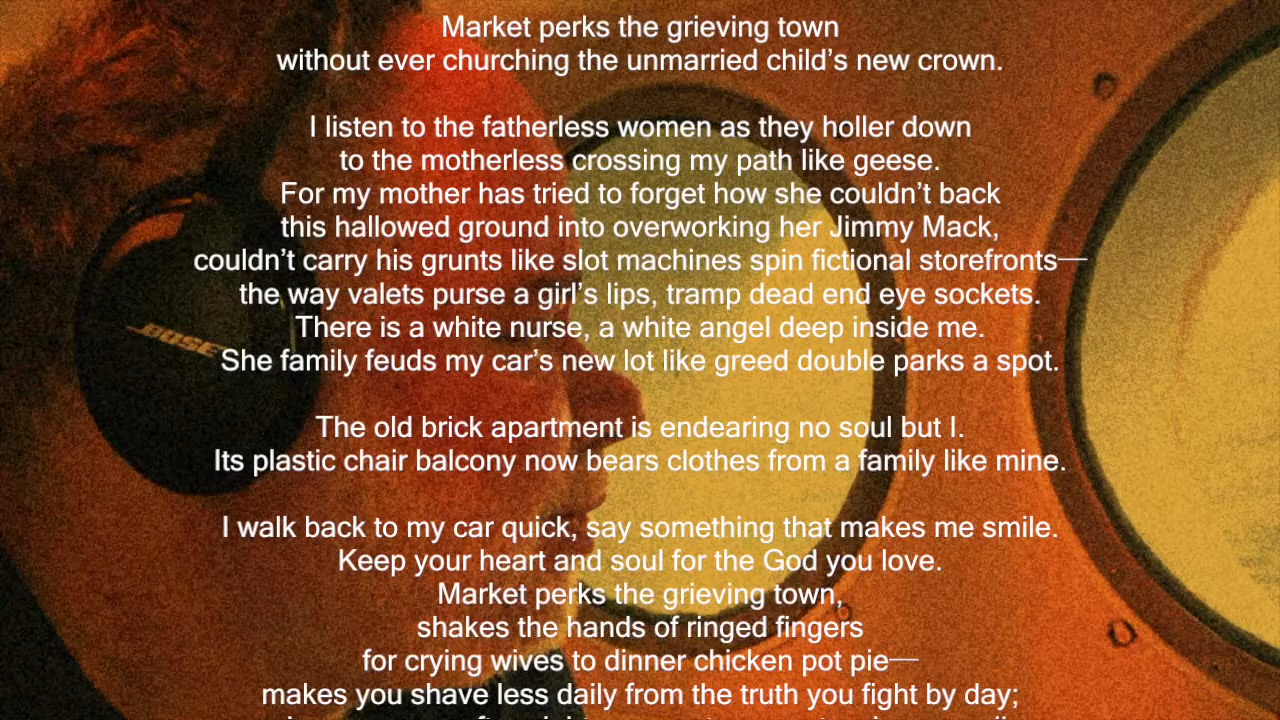 Market perks the grieving town
without ever churching the unmarried child’s new crown.
I listen to the fatherless women as they holler down
to the motherless crossing my path like geese.
For my mother has tried to forget how she couldn’t back
this hallowed ground into overworking her Jimmy Mack,
couldn’t carry his grunts like slot machines spin fictional storefronts—
the way valets purse a girl’s lips, tramp dead end eye sockets.
There is a white nurse, a white angel deep inside me.
She family feuds my car’s new lot like greed double parks a spot.
The old brick apartment is endearing no soul but I.
Its plastic chair balcony now bears clothes from a family like mine.
I walk back to my car quick, say something that makes me smile.
Keep your heart and soul for the God you love.
Market perks the grieving town,
shakes the hands of ringed fingers
for crying wives to dinner chicken pot pie—
makes you shave less daily from the truth you fight by day;
BOSE